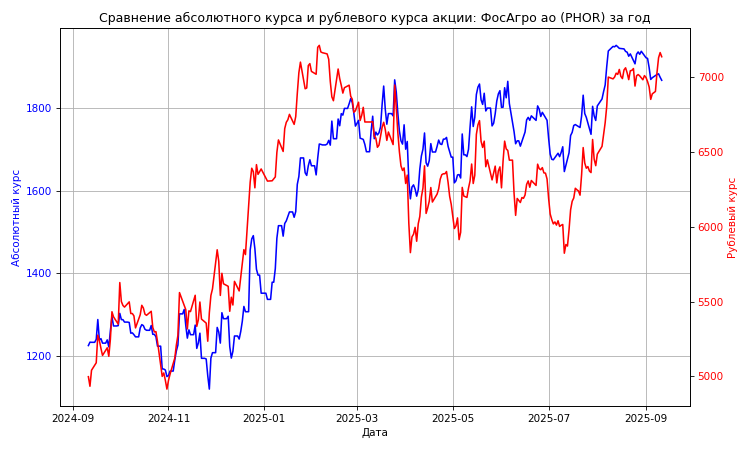 Сравнение абсолютного курса и рублевого курса акции: ФосАгро ао (PHOR) за год
Абсолютный курс
1800
1600
1400
1200
7000
6500
6000
5500
5000
Рублевый курс
2024-09 2024-11 2025-01 2025-03 2025-05 2025-07 2025-09
Дата